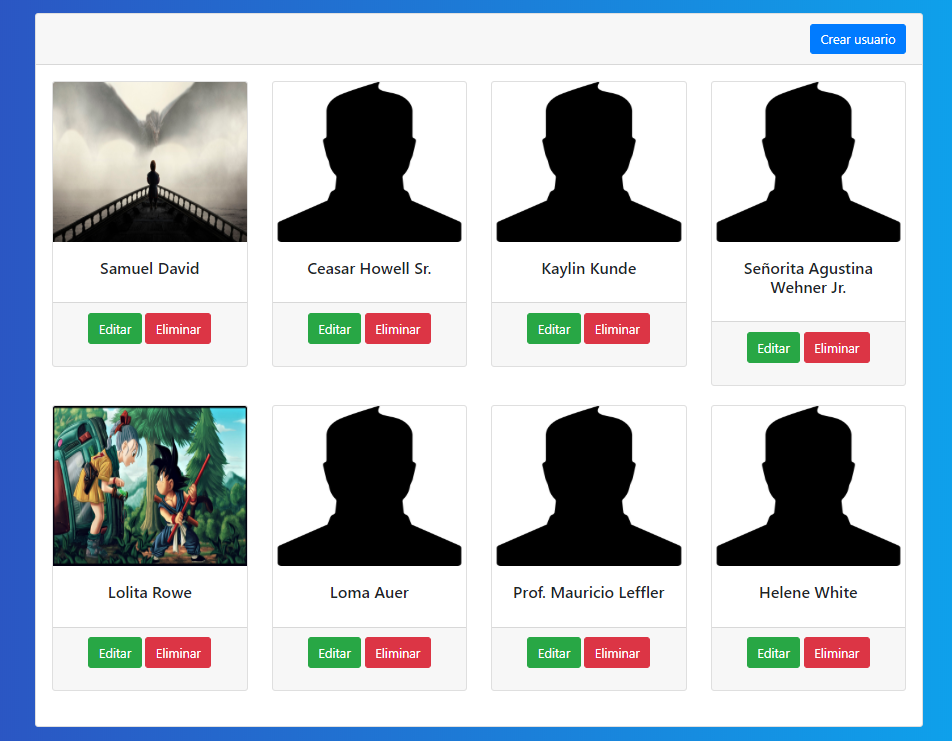 Crear usuario
Samuel David
Ceasar Howell Sr.
Kaylin Kunde
Señorita Agustina
Wehner Jr.
Editar Eliminar
Editar Eliminar
Editar Eliminar
Editar Eliminar
Lolita Rowe
Loma Auer
Prof. Mauricio Leffler
Helene White
Editar Eliminar
Editar Eliminar
Editar Eliminar
Editar Eliminar